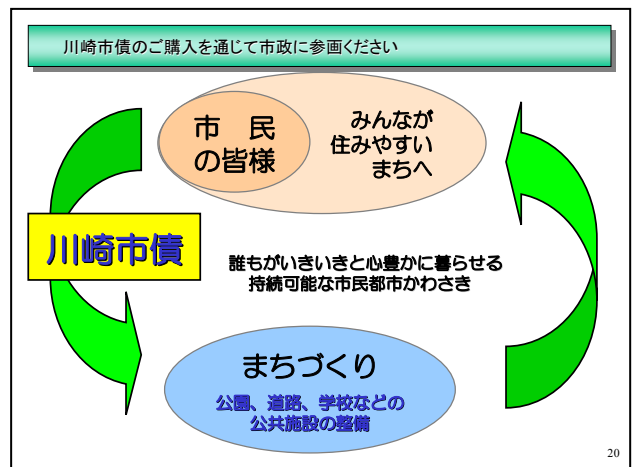 川崎市債のご購入を通じて市政に参画ください
市　民
の皆様
みんなが
住みやすい
まちへ
川崎市債
誰もがいきいきと心豊かに暮らせる
持続可能な市民都市かわさき
まちづくり
公園、道路、学校などの
公共施設の整備
20